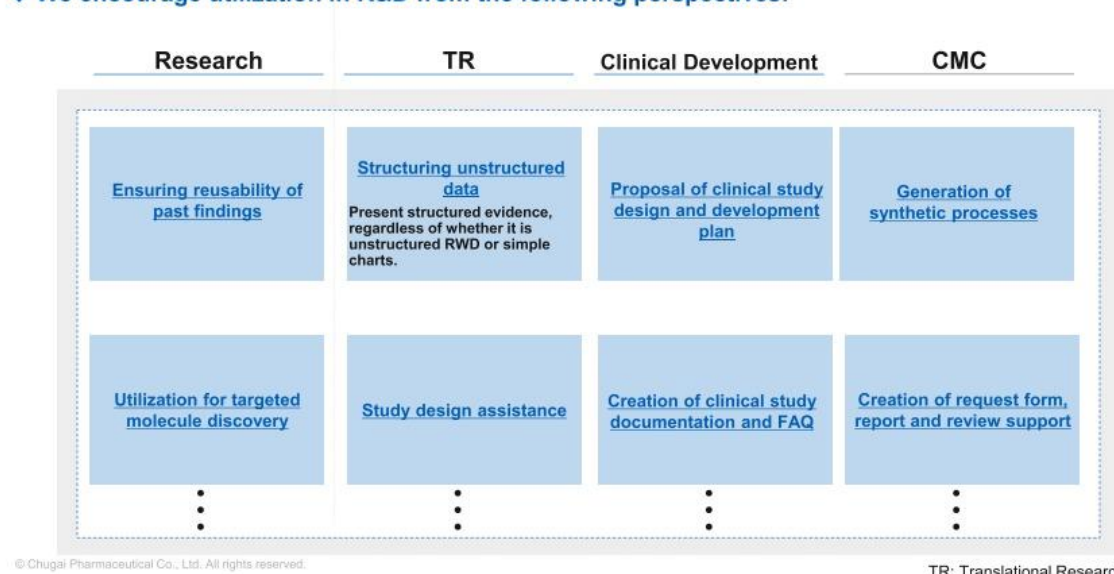 We encourage utilization in R&D from the following perspectives.
Research
TR
Clinical Development
CMC
Ensuring reusability of
past findings
Structuring unstructured
data
Present structured evidence,
regardless of whether it is
unstructured RWD or simple
charts.
Proposal of clinical study
design and development
plan
Generation of
synthetic processes
Utilization for targeted
molecule discovery
Study design assistance
Creation of clinical study
documentation and FAQ
Creation of request form,
report and review support
© Chugai Pharmaceutical Co., Ltd. All rights reserved.
TR: Translational Researc